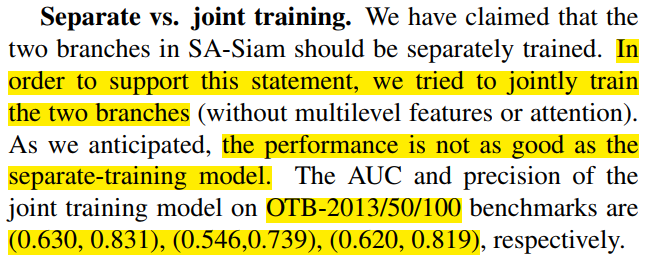 Separate vs. joint training. We have claimed that the
two branches in SA-Siam should be separately trained. In
order to support this statement, we tried to jointly train
the two branches (without multilevel features or attention).
As we anticipated, the performance is not as good as the
separate-training model. The AUC and precision of the
joint training model on OTB-2013/50/100 benchmarks are
(0.630, 0.831), (0.546,0.739), (0.620, 0.819), respectively.